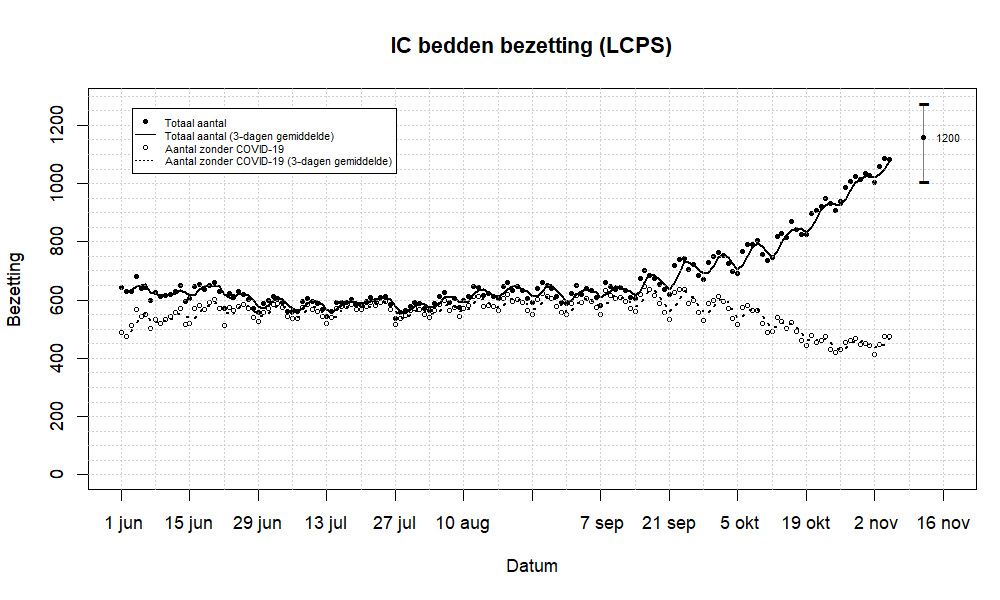 IC bedden bezetting (LCPS)
Totaal aantal
Totaal aantal (3-dagen gemiddelde)
Aantal zonder COVID-19
Aantal zonder COVID-19 (3-dagen gemiddelde)
1200
Bezetting
1200
1000
800
600
400
200
0
1 jun 15 jun 29 jun 13 jul 27 jul 10 aug 7 sep 21 sep 5 okt 19 okt 2 nov 16 nov
Datum